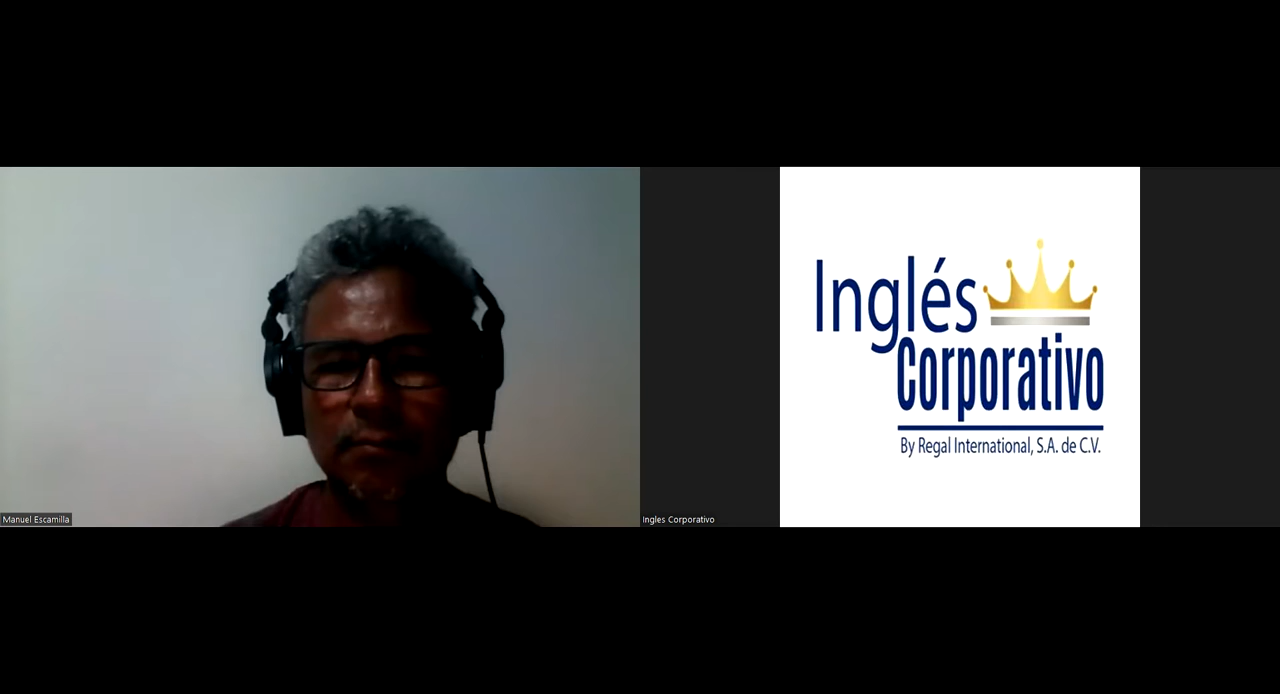 Inglés
Corporativo
By Regal International, S.A. de C.V.
Manuel Escamilla
Ingles Corporativo